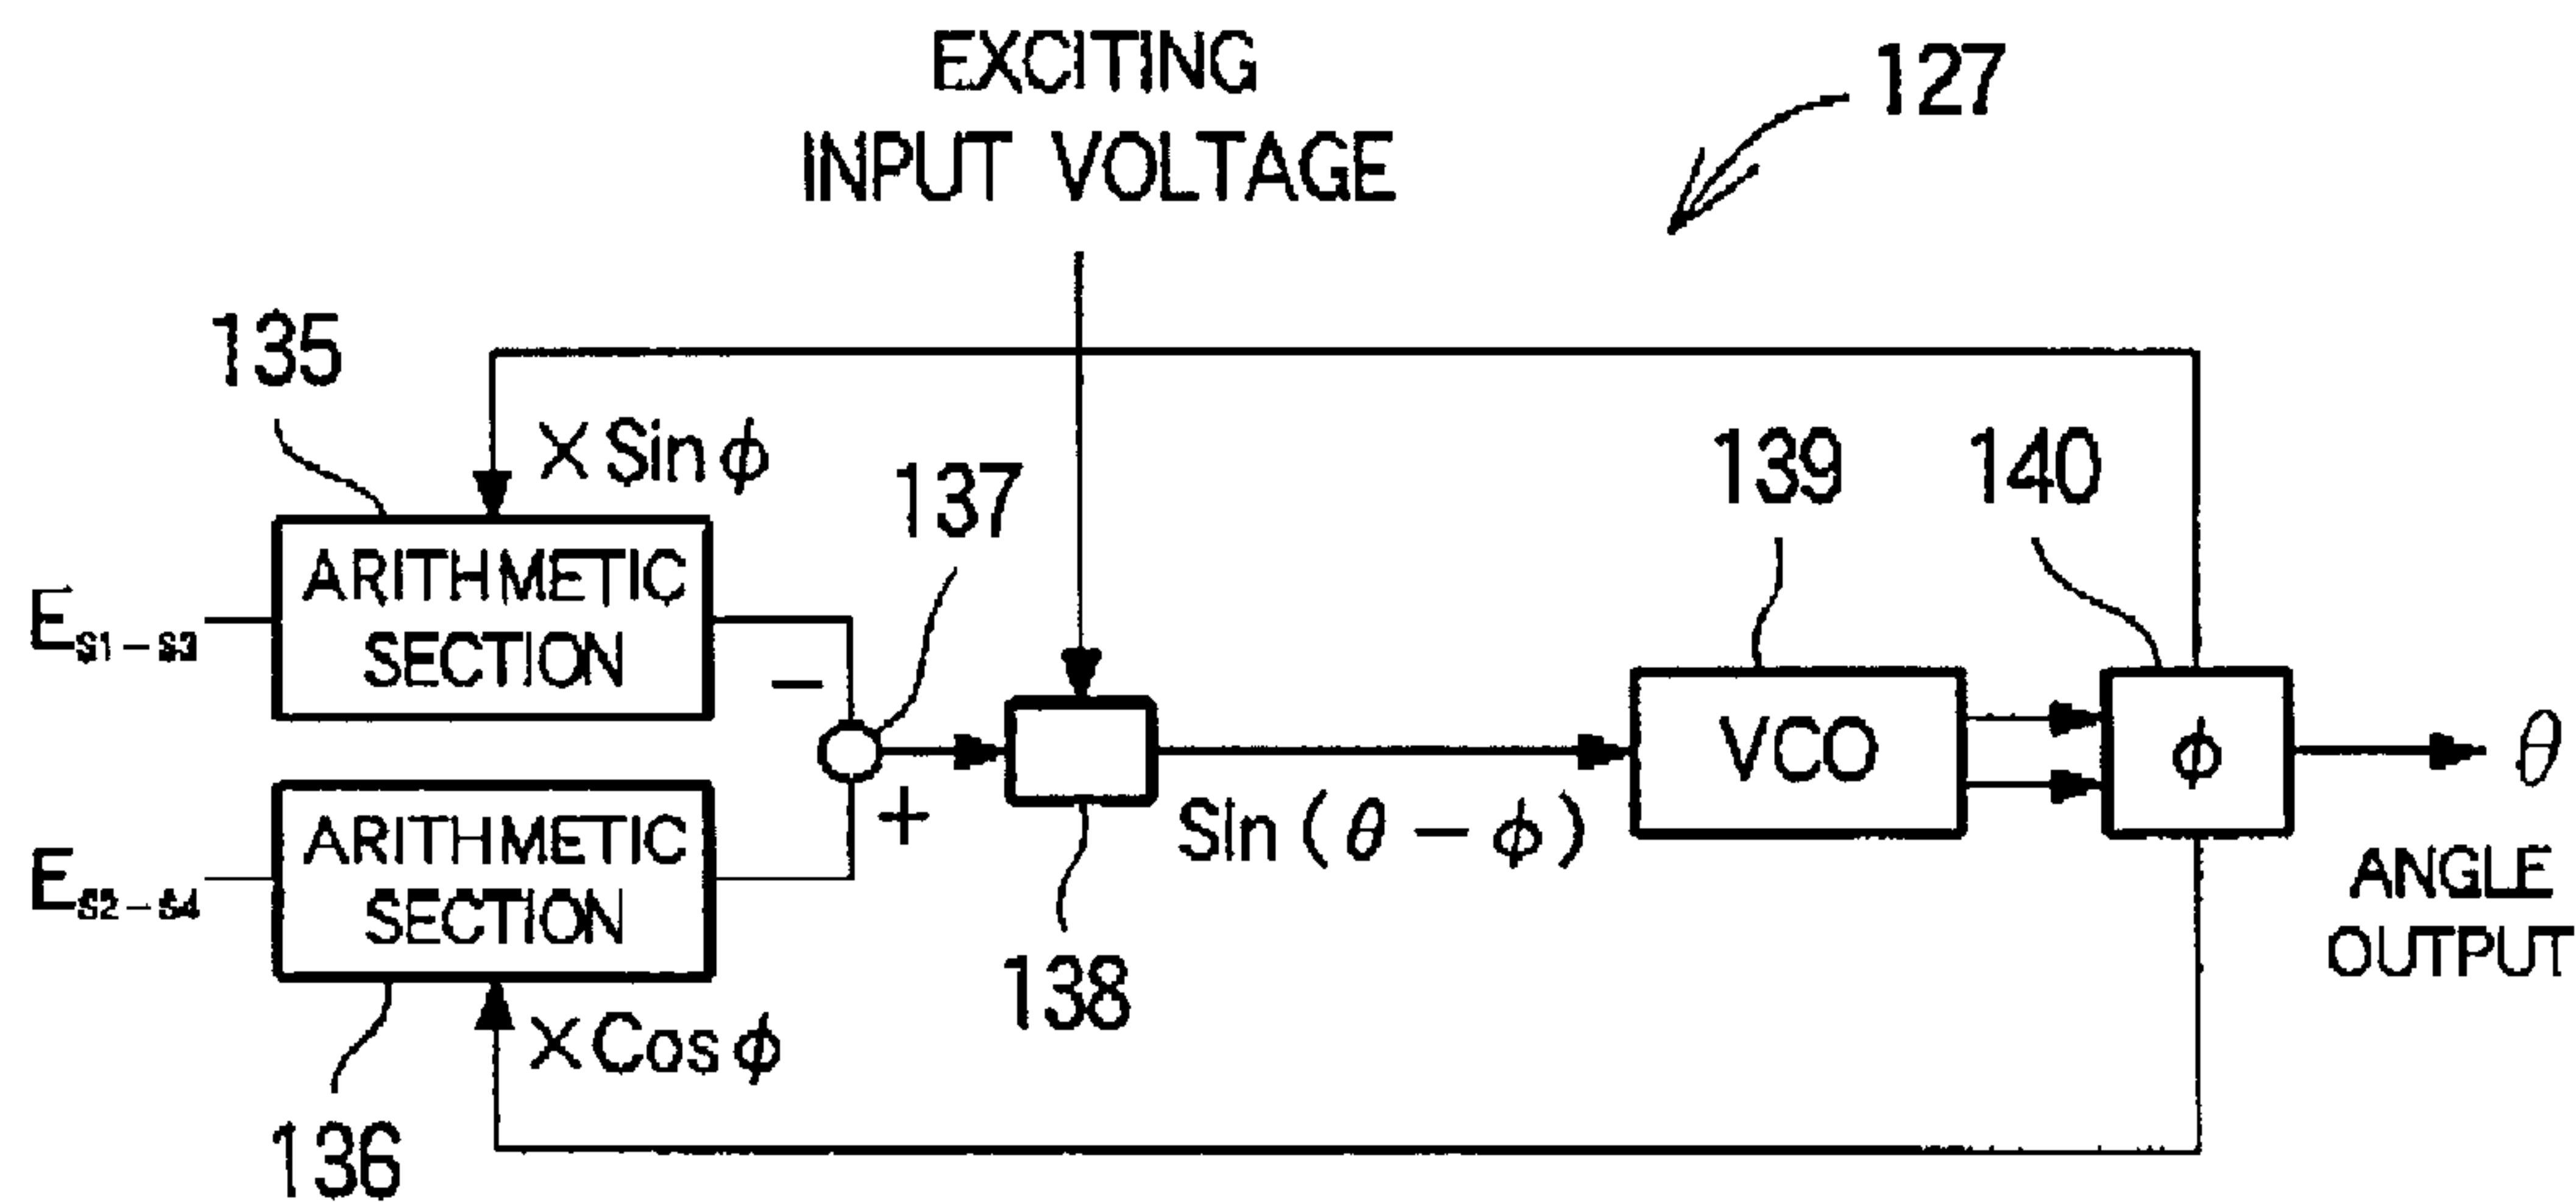 EXCITING
INPUT VOLTAGE
127
135
× Sin φ
137
139
140
ARITHMETIC
SECTION
E S1-S3
−
VCO
φ
θ
+
Sin (θ − φ)
ANGLE
OUTPUT
ARITHMETIC
SECTION
E S2-S4
138
× Cos φ
136